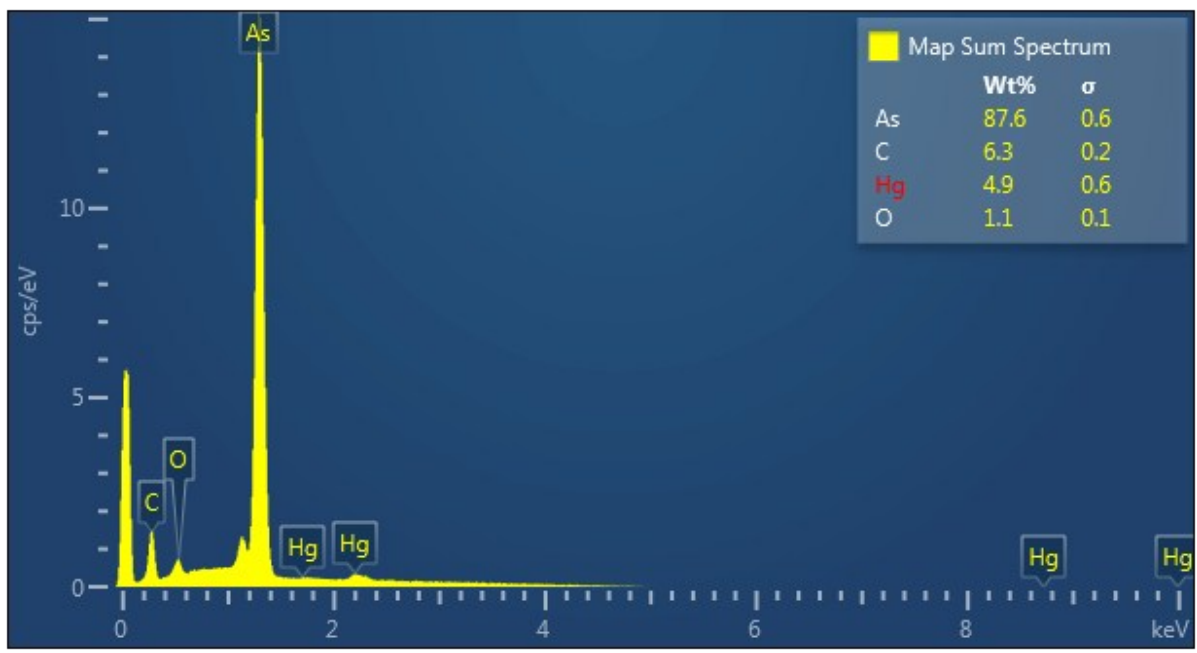 As
Map Sum Spectrum
Wt% σ
As 87.6 0.6
C 6.3 0.2
Hg 4.9 0.6
O 1.1 0.1
10
cps/eV
5
O
C
Hg Hg Hg Hg
0
0 2 4 6 8 keV